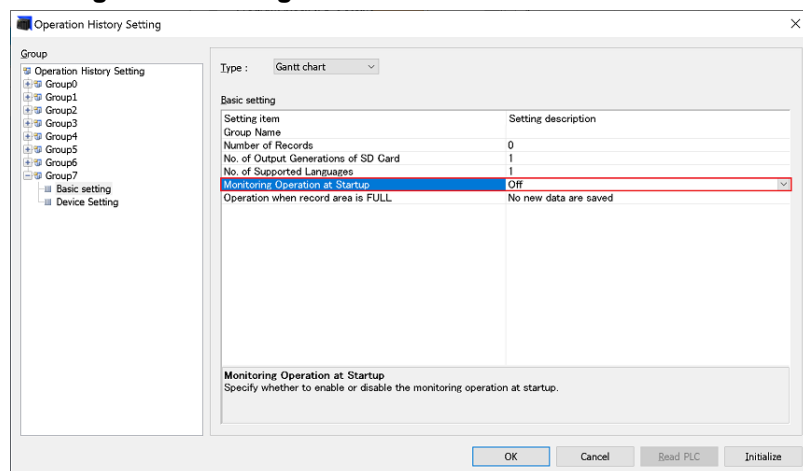 Operation History Setting
Group
Operation History Setting
Group0
Group1
Group2
Group3
Group4
Group5
Group6
Group7
Basic setting
Device Setting
Type : Gantt chart
Basic setting
Setting item Setting description
Group Name
Number of Records 0
No. of Output Generations of SD Card 1
No. of Supported Languages 1
Monitoring Operation at Startup Off
Operation when record area is FULL No new data are saved
Monitoring Operation at Startup
Specify whether to enable or disable the monitoring operation at startup.
OK Cancel Read PLC Initialize